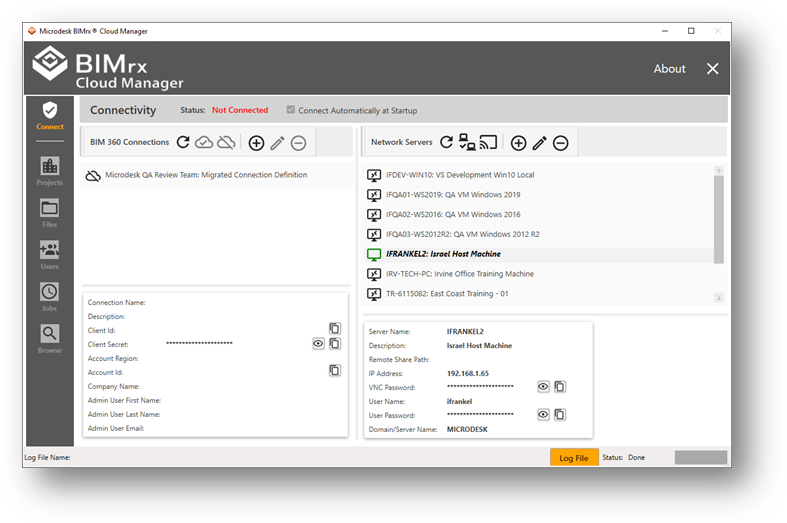 Microdesk BIMrx® Cloud Manager
BIMrx
Cloud Manager
About
Connect
Projects
Files
Users
Jobs
Browse
Connectivity Status: Not Connected Connect Automatically at Startup
BIM 360 Connections
Microdesk QA Review Team: Migrated Connection Definition
Connection Name:
Description:
Client Id:
Client Secret: *********************
Account Region:
Account Id:
Company Name:
Admin User First Name:
Admin User Last Name:
Admin User Email:
Network Servers
IFDEV-WIN10: VS Development Win10 Local
IFQA01-WS2019: QA VM Windows 2019
IFQA02-WS2016: QA VM Windows 2016
IFQA03-WS2012R2: QA VM Windows 2012 R2
IFRANKEL2: Israel Host Machine
IRV-TECH-PC: Irvine Office Training Machine
TR-6115082: East Coast Training - 01
Server Name: IFRANKEL2
Description: Israel Host Machine
Remote Share Path:
IP Address: 192.168.1.65
VNC Password: *********************
User Name: ifrankel
User Password: *********************
Domain/Server Name: MICRODESK
Log File Name:
Log File
Status: Done